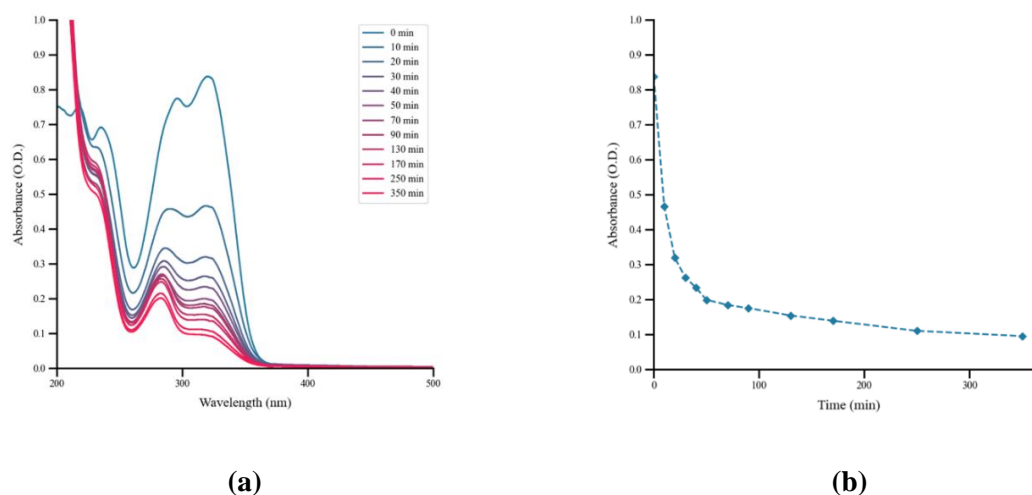 1.0
0.9
0.8
0.7
0.6
0.5
0.4
0.3
0.2
0.1
0.0
Absorbance (O.D.)
200
300
400
500
Wavelength (nm)
0 min
10 min
20 min
30 min
40 min
50 min
70 min
90 min
130 min
170 min
250 min
350 min
(a)
1.0
0.9
0.8
0.7
0.6
0.5
0.4
0.3
0.2
0.1
0.0
Absorbance (O.D.)
0
100
200
300
Time (min)
(b)